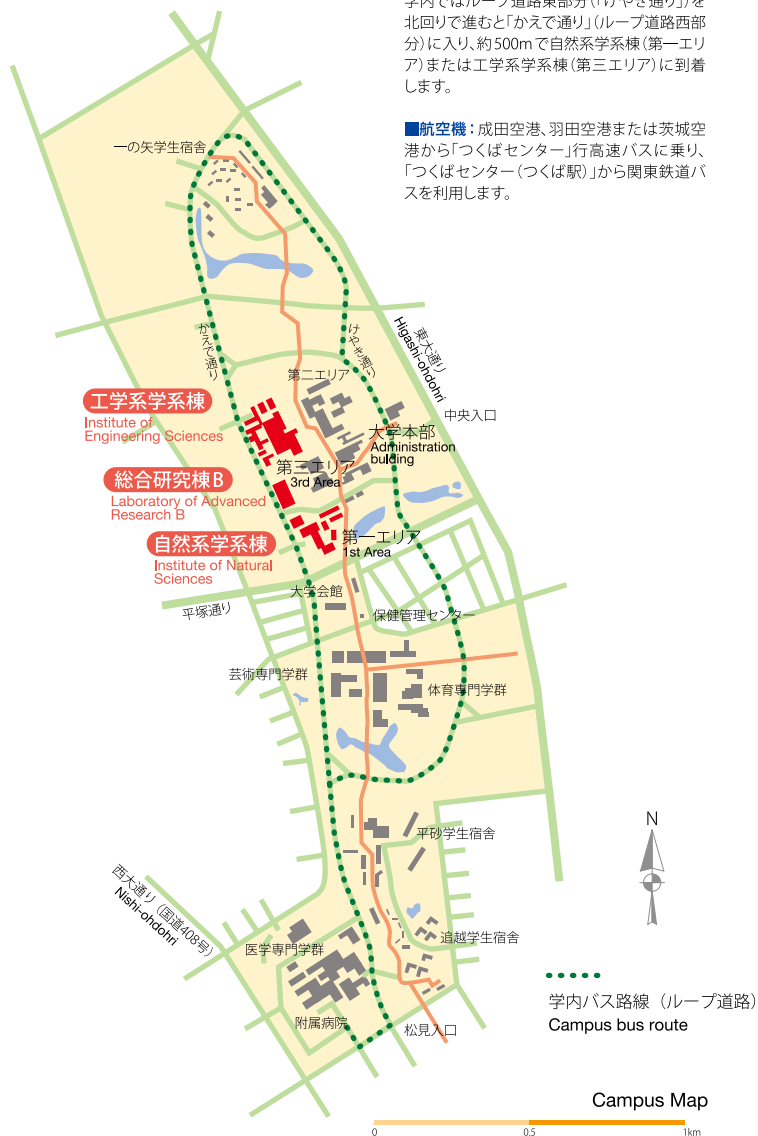 学内ではループ道路東部分(「けやき通り」)を
北回りで進むと「かえで通り」(ループ道路西部
分)に入り、約500mで自然系学系棟(第一エリ
ア)または工学系学系棟(第三エリア)に到着
します。
■航空機：成田空港、羽田空港または茨城空
港から「つくばセンター」行高速バスに乗り、
「つくばセンター(つくば駅)」から関東鉄道バ
スを利用します。
一の矢学生宿舎
かえで通り
けやき通り
東大通り
Higashi-ohdohri
第二エリア
中央入口
工学系学系棟
Institute of
Engineering Sciences
大学本部
Administration
bulding
第三エリア
3rd Area
総合研究棟B
Laboratory of Advanced
Research B
自然系学系棟
Institute of Natural
Sciences
第一エリア
1st Area
大学会館
平塚通り
保健管理センター
芸術専門学群
体育専門学群
平砂学生宿舎
N
西大通り（国道408号）
Nishi-ohdohri
医学専門学群
追越学生宿舎
附属病院
松見入口
学内バス路線（ループ道路）
Campus bus route
Campus Map
0
0.5
1km